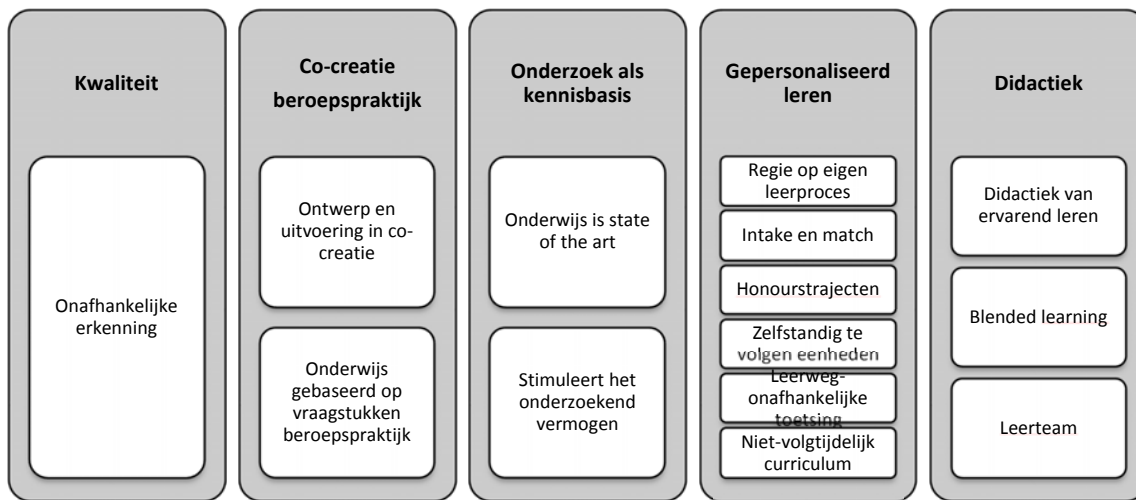 Kwaliteit
Onafhankelijke
erkenning
Co-creatie
beroepspraktijk
Ontwerp en
uitvoering in co-
creatie
Onderwijs
gebaseerd op
vraagstukken
beroepspraktijk
Onderzoek als
kennisbasis
Onderwijs is state
of the art
Stimuleert het
onderzoekend
vermogen
Gepersonaliseerd
leren
Regie op eigen
leerproces
Intake en match
Honourstrajecten
Zelfstandig te
volgen eenheden
Leerweg-
onafhankelijke
toetsing
Niet-volgtijdelijk
curriculum
Didactiek
Didactiek van
ervarend leren
Blended learning
Leerteam